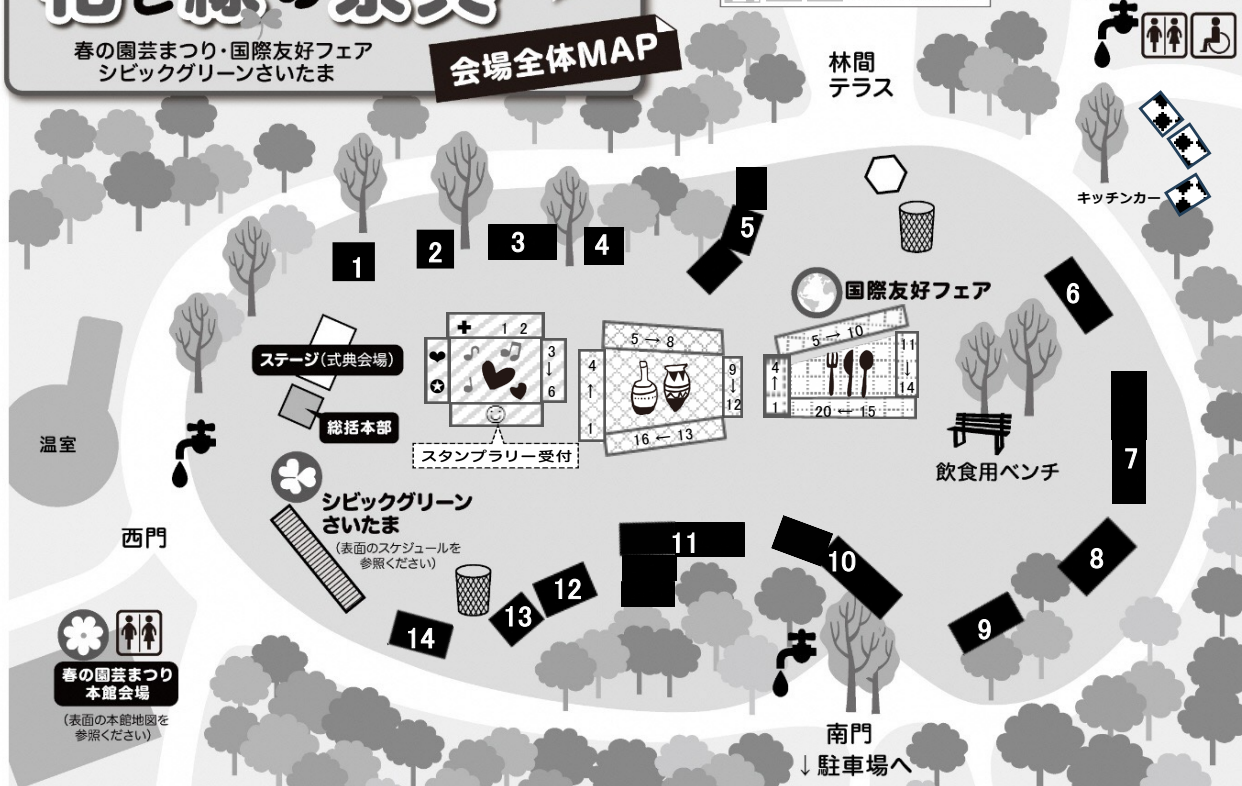 花と緑の祭典
春の園芸まつり・国際友好フェア
シビックグリーンさいたま
会場全体MAP
林間
テラス
キッチンカー
1
2
3
4
5
6
7
8
9
10
11
12
13
14
国際友好フェア
ステージ(式典会場)
総括本部
1 2
3
↓
6
スタンプラリー受付
5→8
4
↑
1
9
↓
12
16←13
5→10
4
↑
1
11
↓
14
20←15
飲食用ベンチ
温室
西門
シビックグリーン
さいたま
(表面のスケジュールを
参照ください)
春の園芸まつり
本館会場
(表面の本館地図を
参照ください)
南門
↓駐車場へ